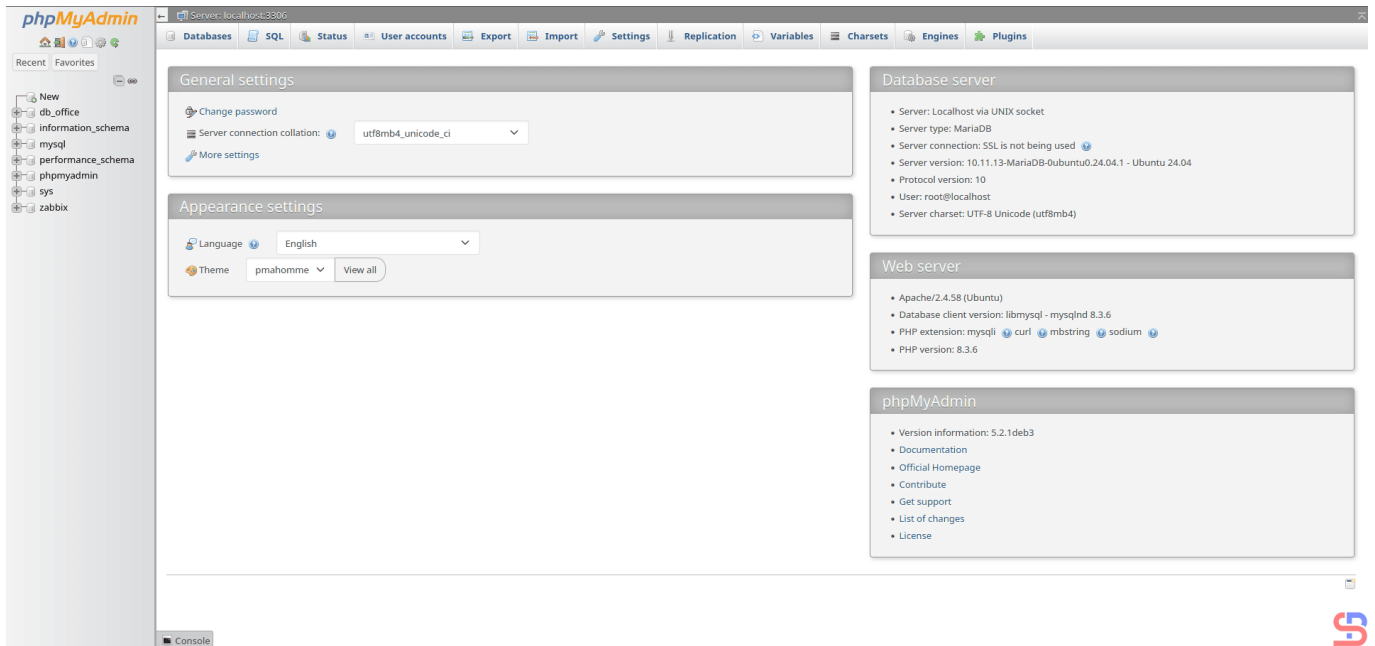 phpMyAdmin
Recent Favorites
New
db_office
information_schema
mysql
performance_schema
phpmyadmin
sys
zabbix
Server: localhost:3306
Databases SQL Status User accounts Export Import Settings Replication Variables Charsets Engines Plugins
General settings
Change password
Server connection collation: utf8mb4_unicode_ci
More settings
Appearance settings
Language English
Theme pmahomme View all
Database server
• Server: Localhost via UNIX socket
• Server type: MariaDB
• Server connection: SSL is not being used
• Server version: 10.11.13-MariaDB-0ubuntu0.24.04.1 - Ubuntu 24.04
• Protocol version: 10
• User: root@localhost
• Server charset: UTF-8 Unicode (utf8mb4)
Web server
• Apache/2.4.58 (Ubuntu)
• Database client version: libmysql - mysqlnd 8.3.6
• PHP extension: mysqli curl mbstring sodium
• PHP version: 8.3.6
phpMyAdmin
• Version information: 5.2.1deb3
• Documentation
• Official Homepage
• Contribute
• Get support
• List of changes
• License
Console